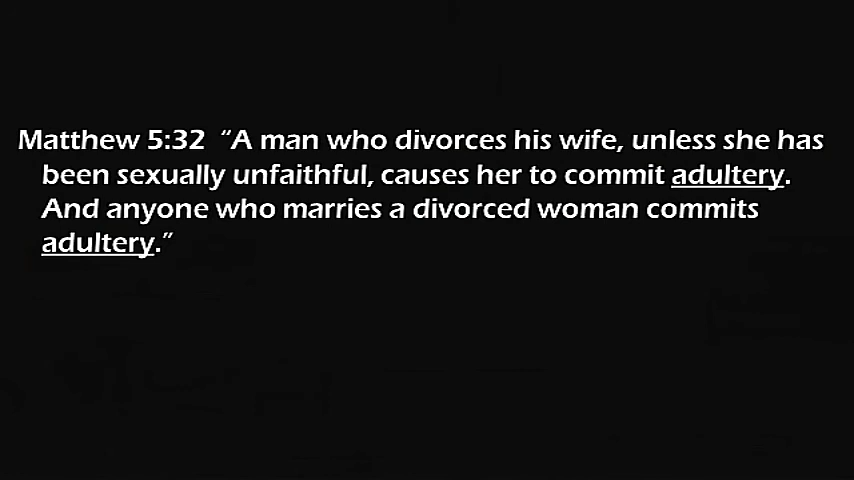 Matthew 5:32 “A man who divorces his wife, unless she has
been sexually unfaithful, causes her to commit adultery.
And anyone who marries a divorced woman commits
adultery.”